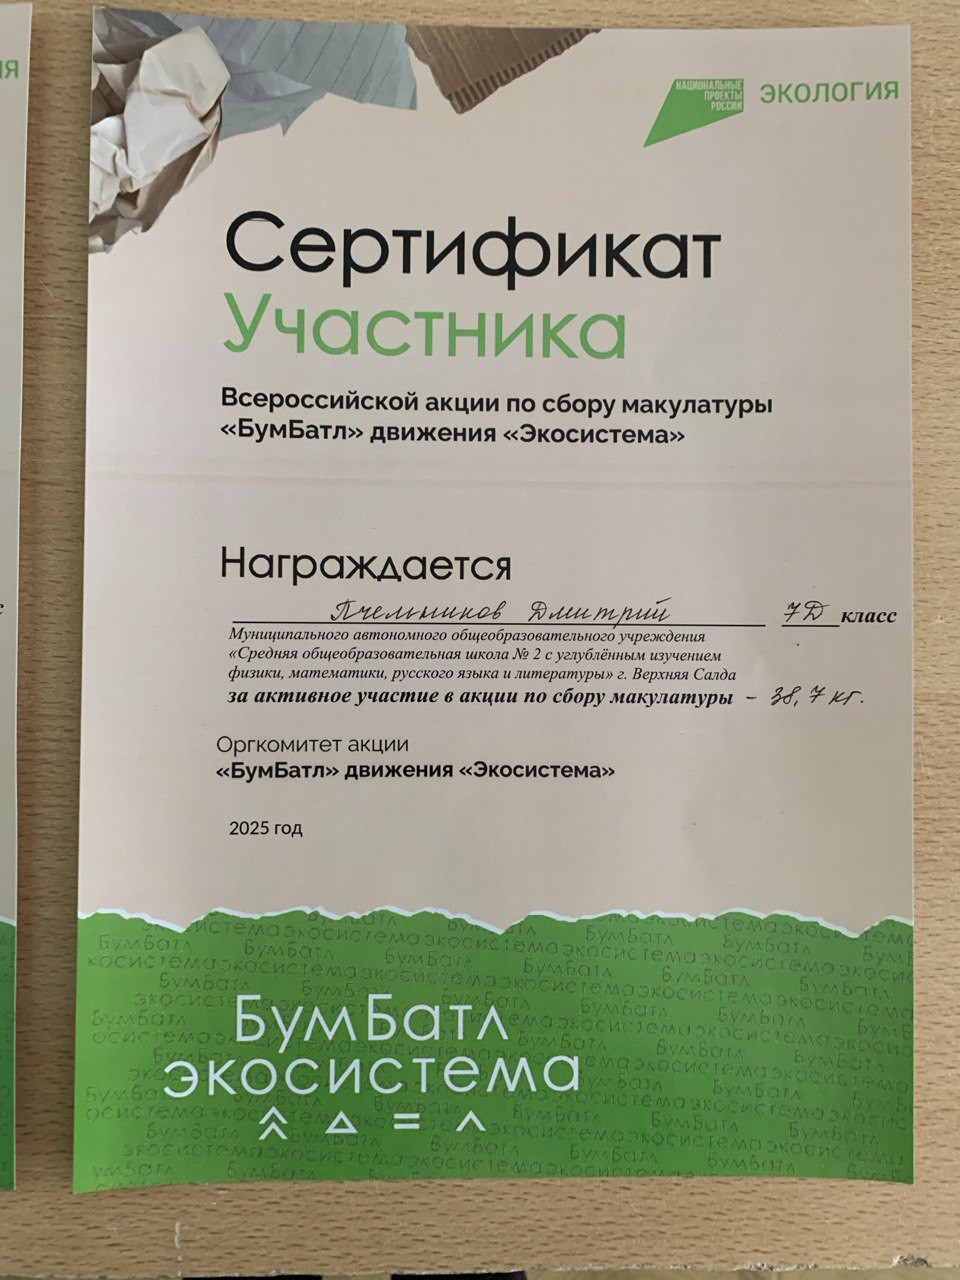 НАЦИОНАЛЬНЫЕ
ПРОЕКТЫ
РОССИИ
ЭКОЛОГИЯ
Сертификат
Участника
Всероссийской акции по сбору макулатуры
«БумБатл» движения «Экосистема»
Награждается
Пчельников Дмитрий 7Д класс
Муниципального автономного общеобразовательного учреждения
«Средняя общеобразовательная школа № 2 с углублённым изучением
физики, математики, русского языка и литературы» г. Верхняя Салда
за активное участие в акции по сбору макулатуры – 38,7 кг.
Оргкомитет акции
«БумБатл» движения «Экосистема»
2025 год
БумБатл
экосистема